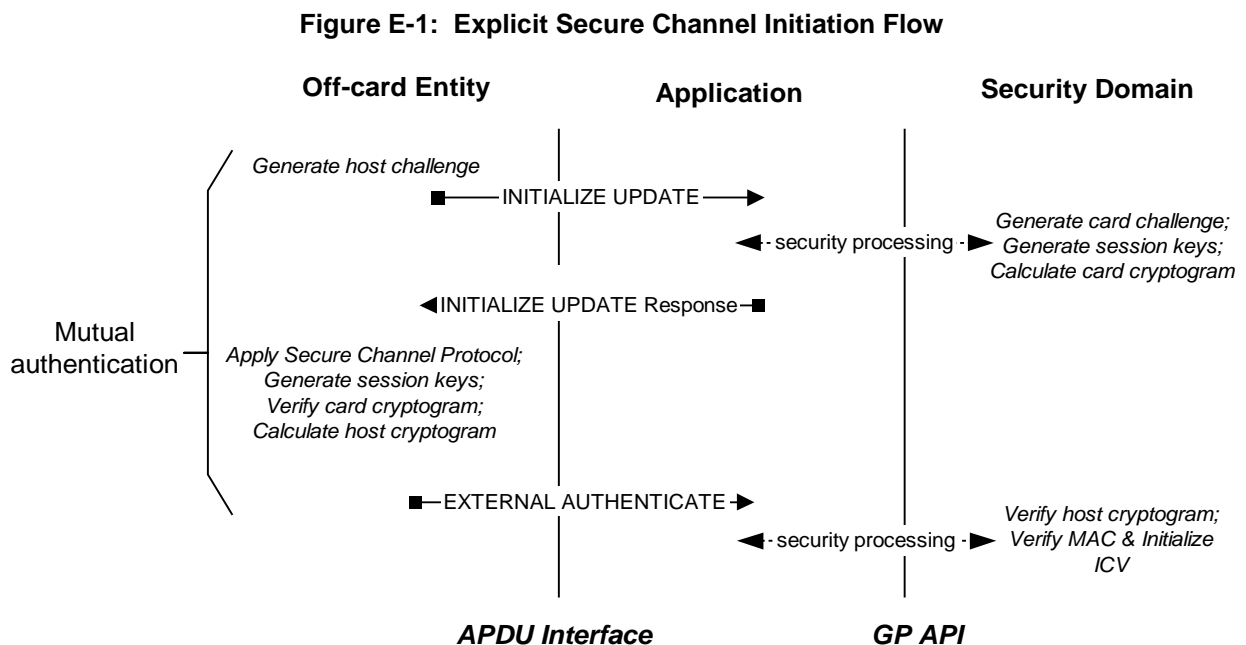 Figure E-1: Explicit Secure Channel Initiation Flow
Off-card Entity
Application
Security Domain
Generate host challenge
INITIALIZE UPDATE
security processing
Generate card challenge;
Generate session keys;
Calculate card cryptogram
INITIALIZE UPDATE Response
Mutual
authentication
Apply Secure Channel Protocol;
Generate session keys;
Verify card cryptogram;
Calculate host cryptogram
EXTERNAL AUTHENTICATE
security processing
Verify host cryptogram;
Verify MAC & Initialize
ICV
APDU Interface
GP API